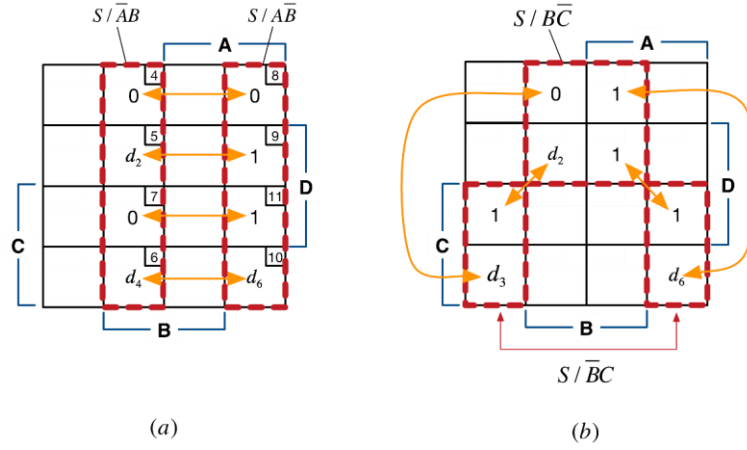 S / A̅B S / AB̅ S / BC̅
A A
4 8
0 0 0 1
5 9
d₂ 1 d₂ 1
D D
7 11
0 1 1 1
C C
6 10
d₄ d₆ d₃ d₆
B B
S / B̅C
(a) (b)